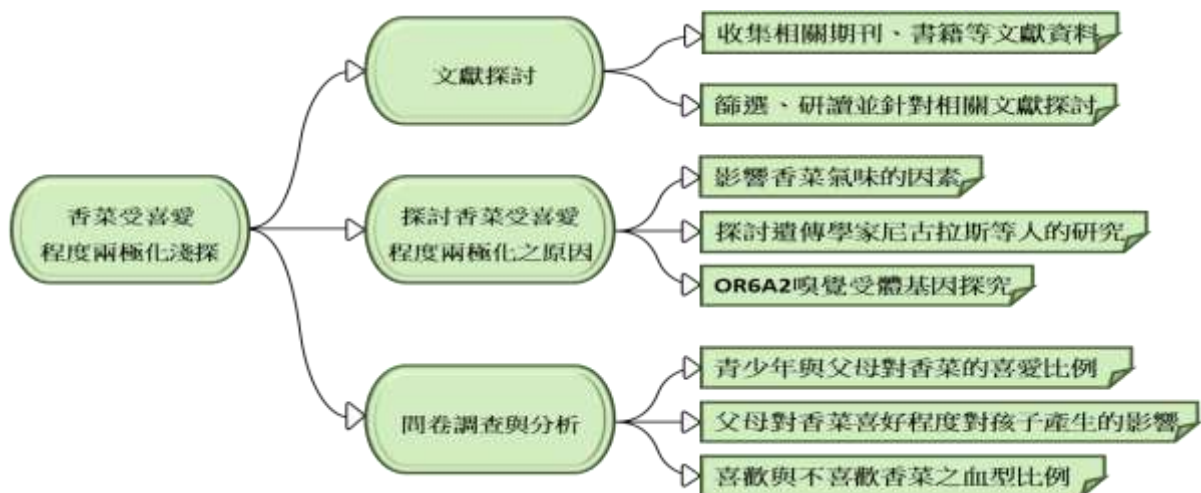 香菜受喜愛
程度兩極化淺探
文獻探討
收集相關期刊、書籍等文獻資料
篩選、研讀並針對相關文獻探討
探討香菜受喜愛
程度兩極化之原因
影響香菜氣味的因素
探討遺傳學家尼古拉斯等人的研究
OR6A2嗅覺受體基因探究
問卷調查與分析
青少年與父母對香菜的喜愛比例
父母對香菜喜好程度對孩子產生的影響
喜歡與不喜歡香菜之血型比例